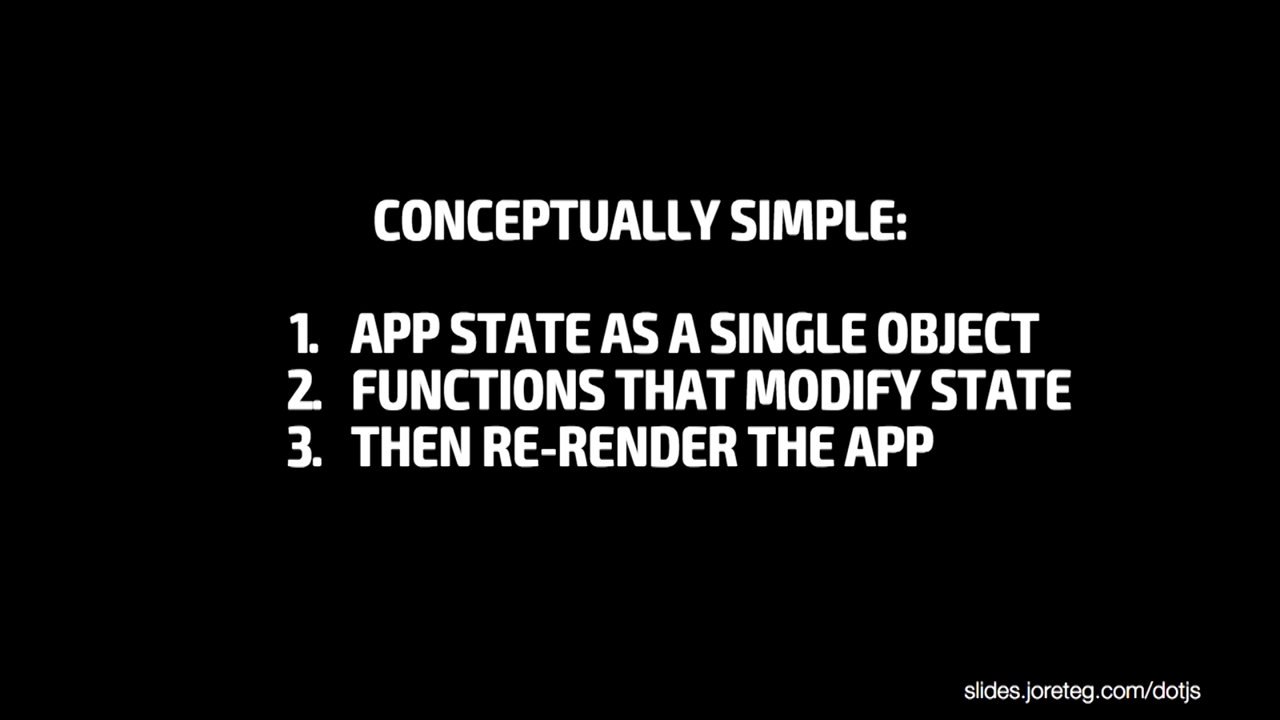 CONCEPTUALLY SIMPLE:
1. APP STATE AS A SINGLE OBJECT
2. FUNCTIONS THAT MODIFY STATE
3. THEN RE-RENDER THE APP
slides.joreteg.com/dotjs